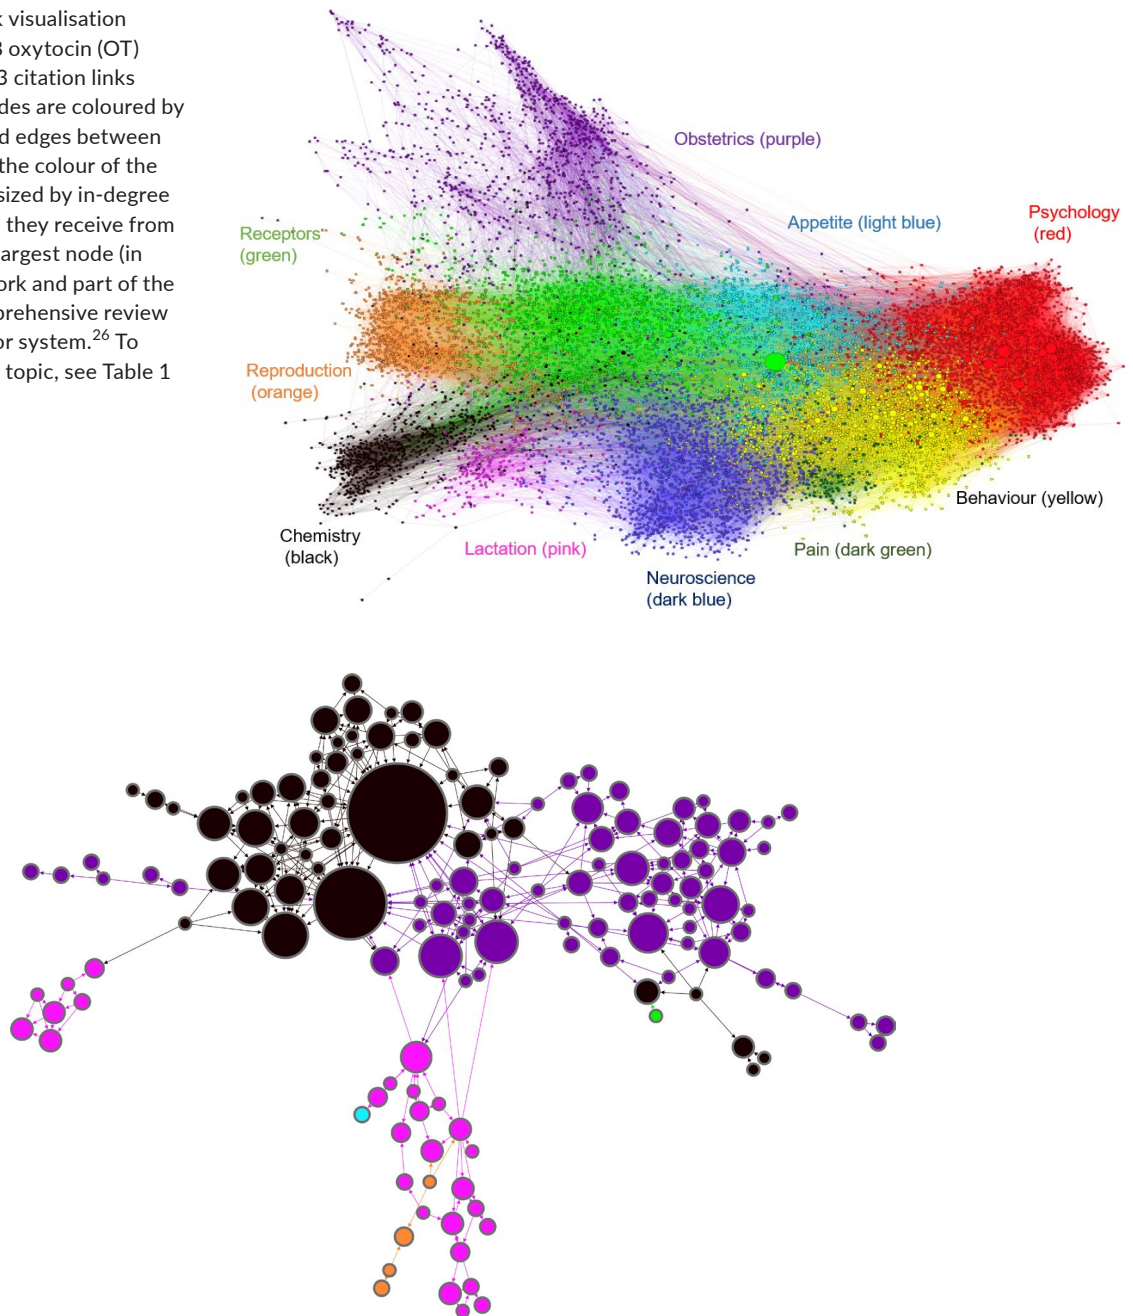 visualisation
oxytocin (OT)
3 citation links
des are coloured by
d edges between
the colour of the
sized by in-degree
they receive from
argest node (in
ork and part of the
prehensive review
or system.26 To
topic, see Table 1
Obstetrics (purple)
Appetite (light blue)
Psychology
(red)
Receptors
(green)
Reproduction
(orange)
Behaviour (yellow)
Chemistry
(black)
Lactation (pink)
Pain (dark green)
Neuroscience
(dark blue)